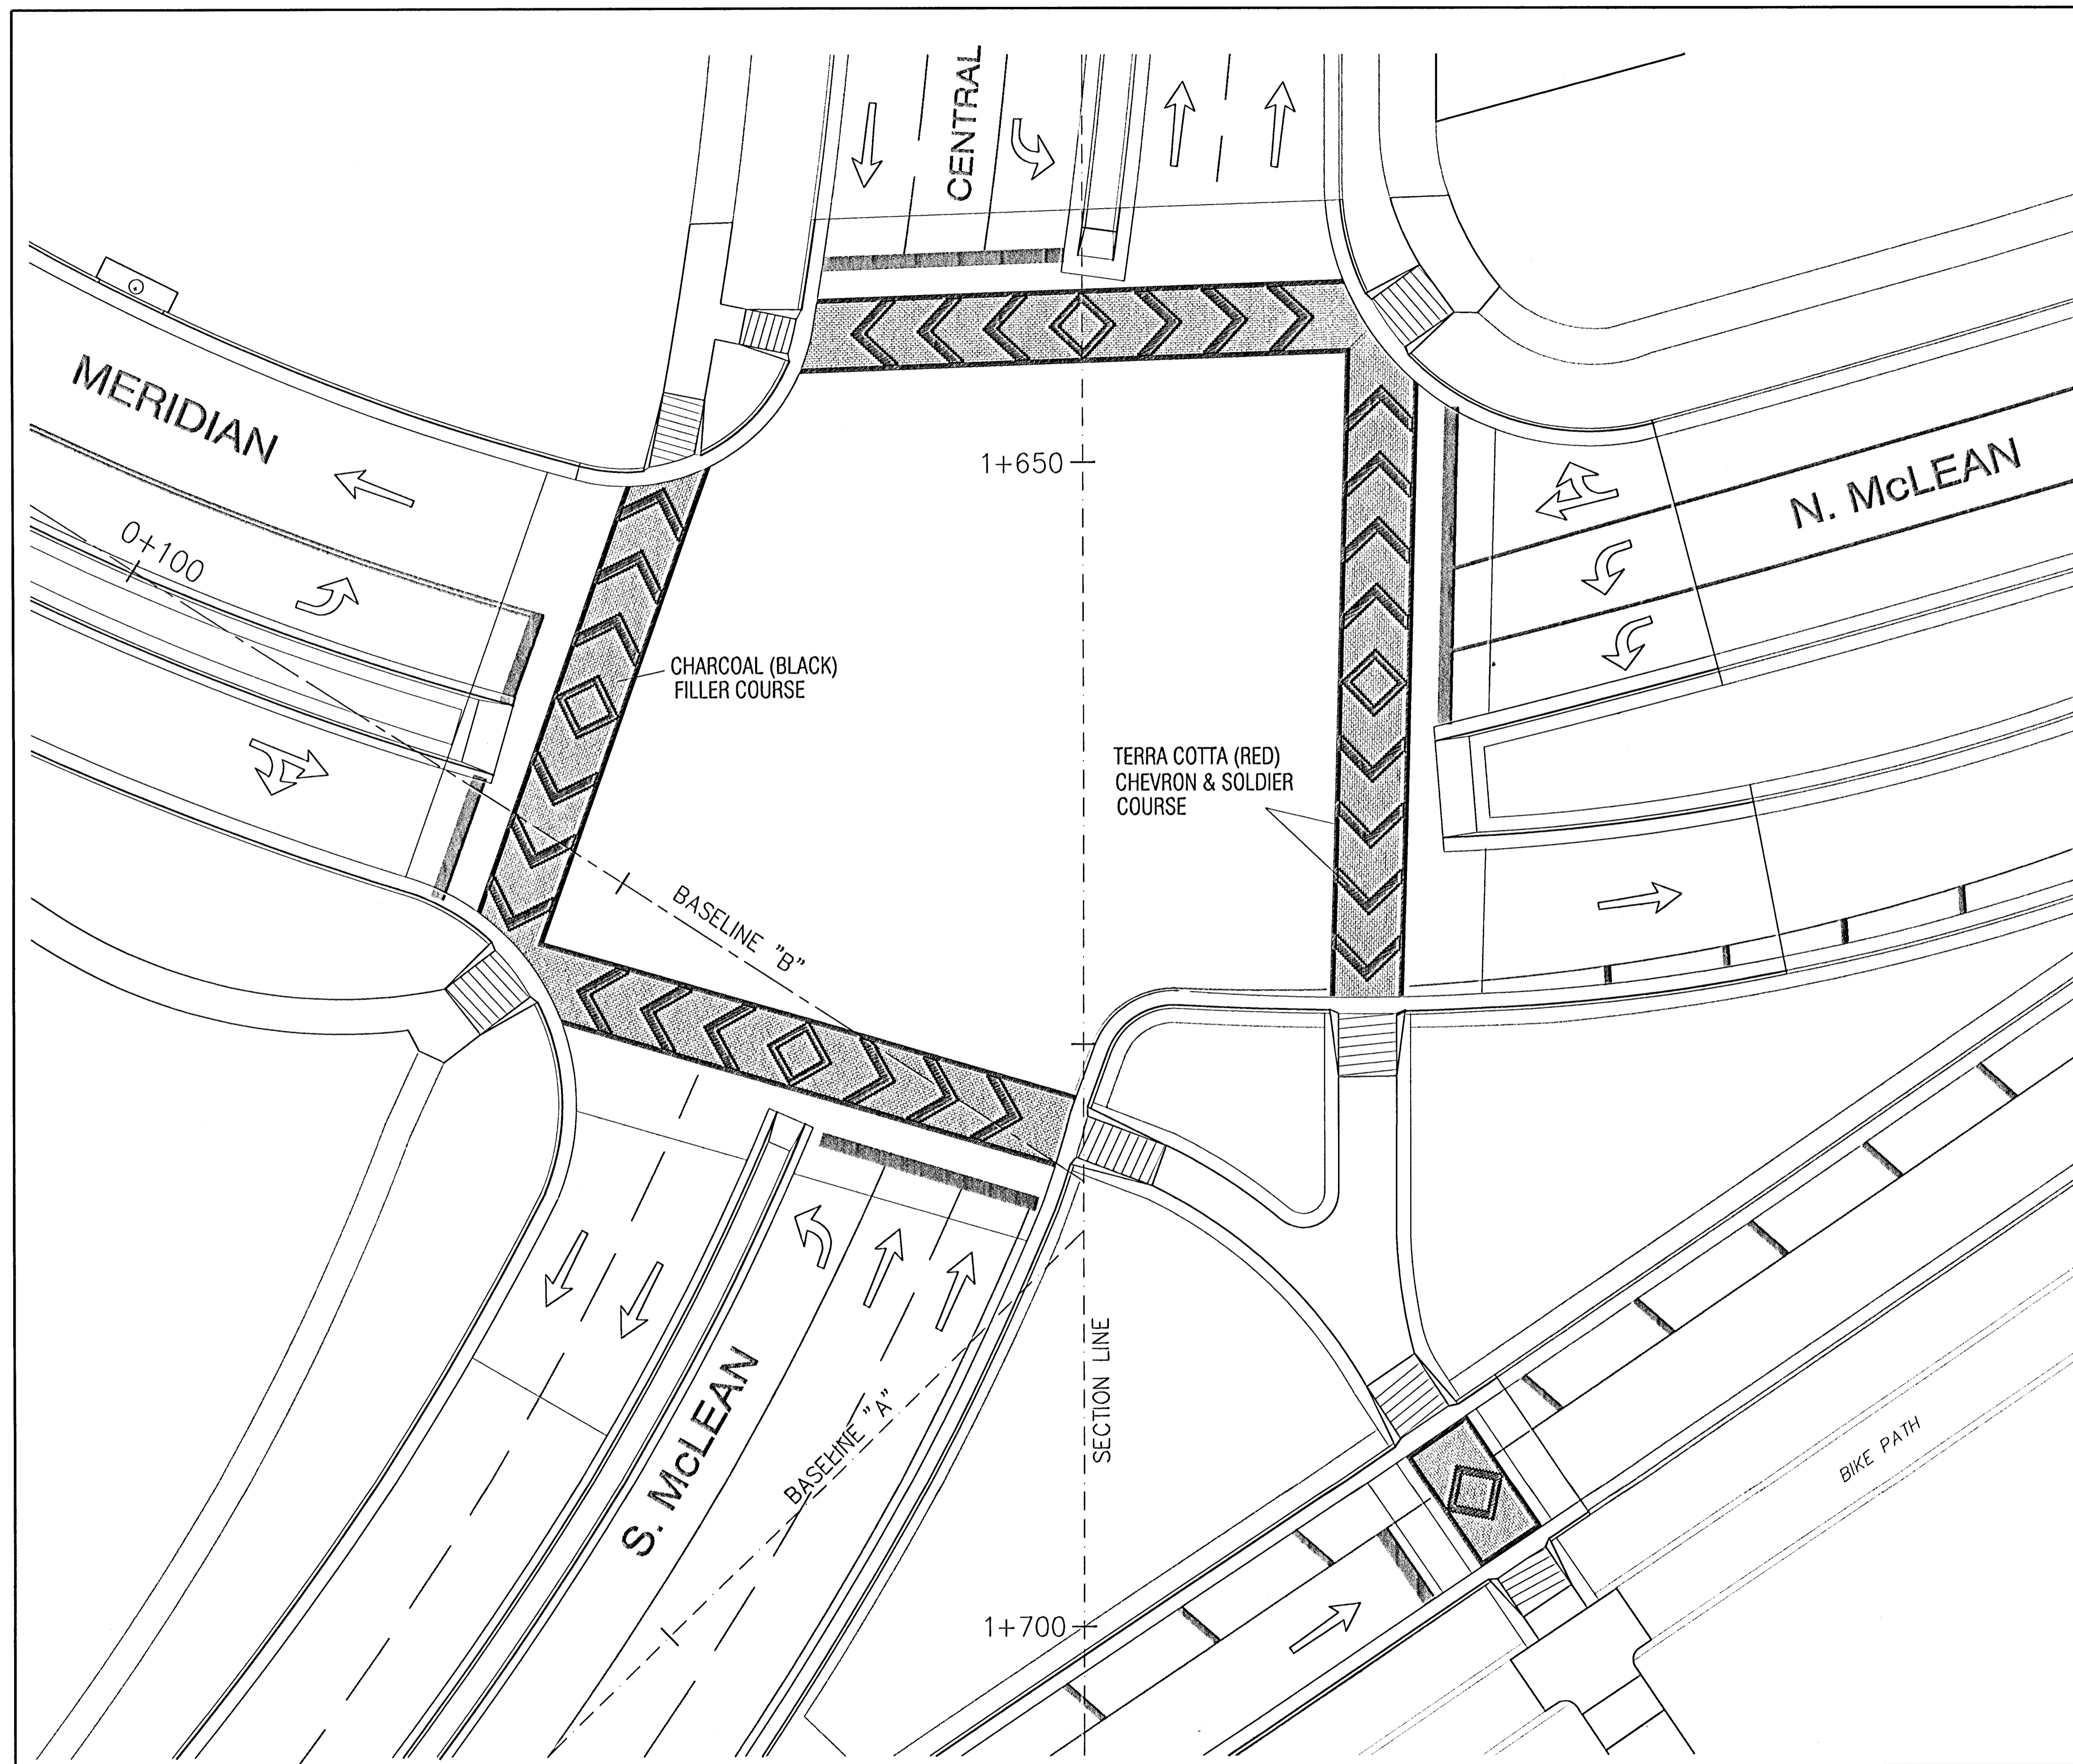 CENTRAL
MERIDIAN
1+650
N. McLEAN
0+100
CHARCOAL (BLACK)
FILLER COURSE
TERRA COTTA (RED)
CHEVRON & SOLDIER
COURSE
BASELINE "B"
SECTION LINE
S. McLEAN
BASELINE "A"
BIKE PATH
1+700